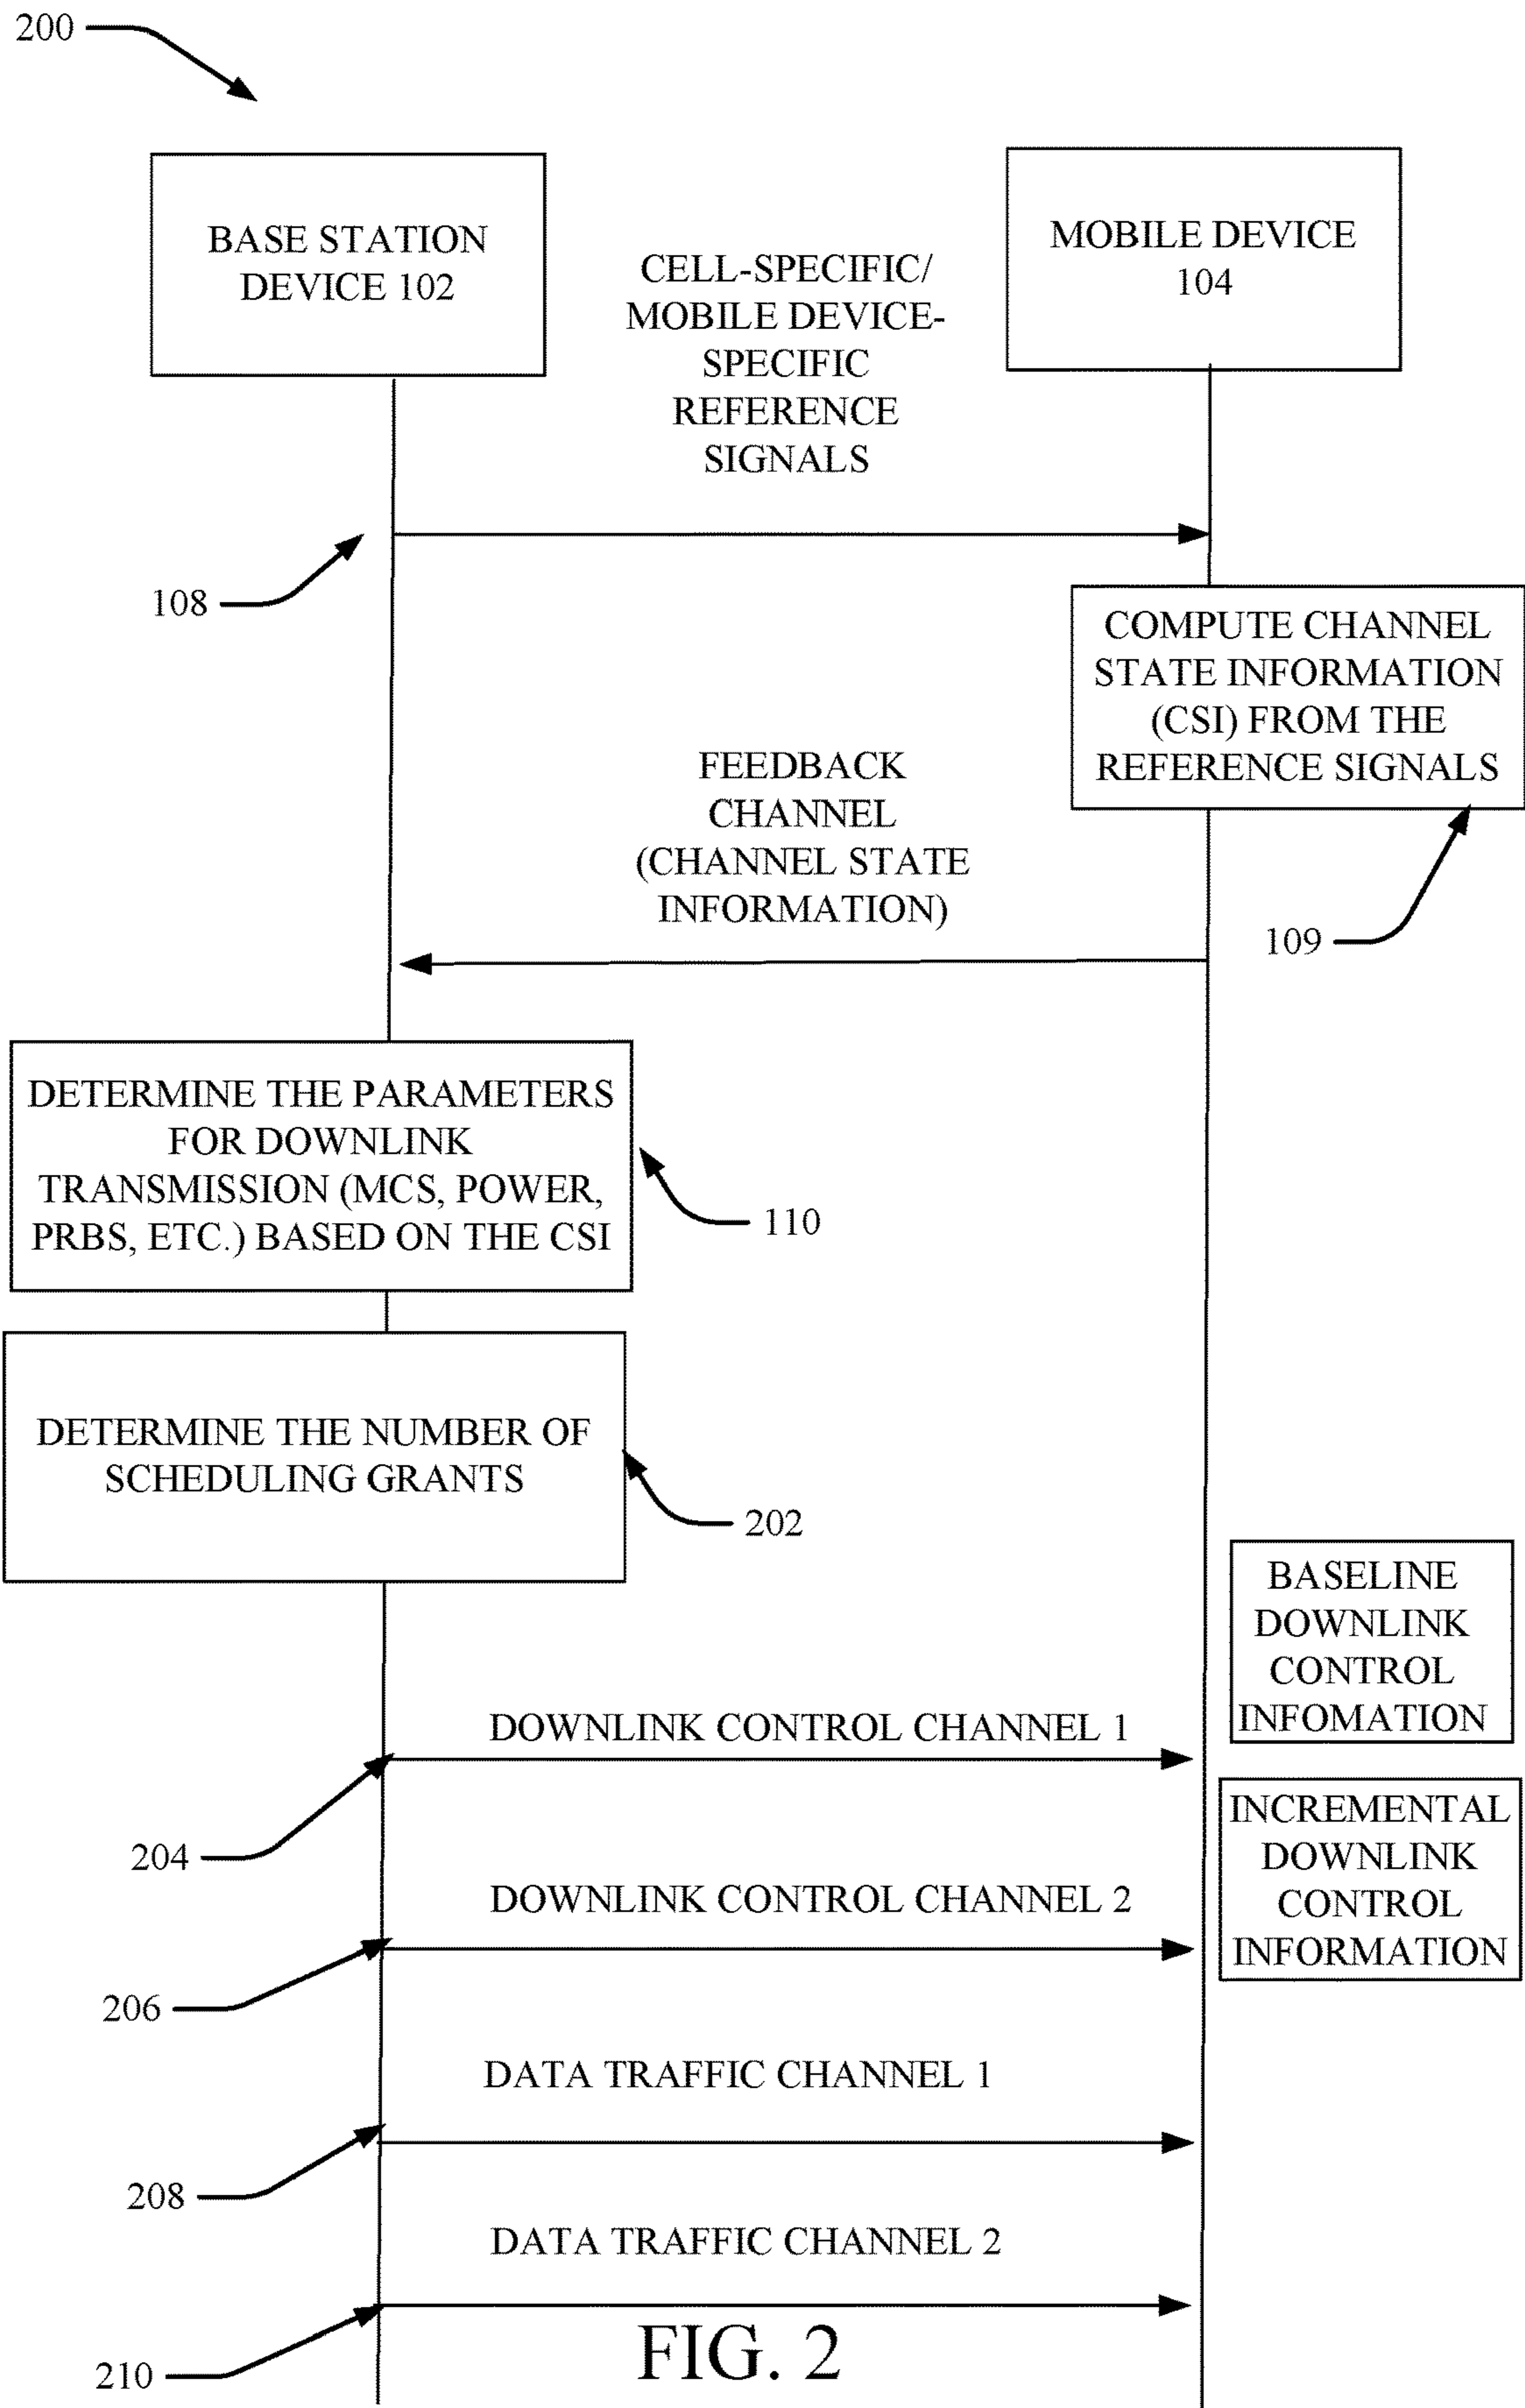 200
BASE STATION
DEVICE 102
MOBILE DEVICE
104
CELL-SPECIFIC/
MOBILE DEVICE-
SPECIFIC
REFERENCE
SIGNALS
108
COMPUTE CHANNEL
STATE INFORMATION
(CSI) FROM THE
REFERENCE SIGNALS
109
FEEDBACK
CHANNEL
(CHANNEL STATE
INFORMATION)
DETERMINE THE PARAMETERS
FOR DOWNLINK
TRANSMISSION (MCS, POWER,
PRBS, ETC.) BASED ON THE CSI
110
DETERMINE THE NUMBER OF
SCHEDULING GRANTS
202
BASELINE
DOWNLINK
CONTROL
INFOMATION
DOWNLINK CONTROL CHANNEL 1
204
INCREMENTAL
DOWNLINK
CONTROL
INFORMATION
DOWNLINK CONTROL CHANNEL 2
206
DATA TRAFFIC CHANNEL 1
208
DATA TRAFFIC CHANNEL 2
210
FIG. 2